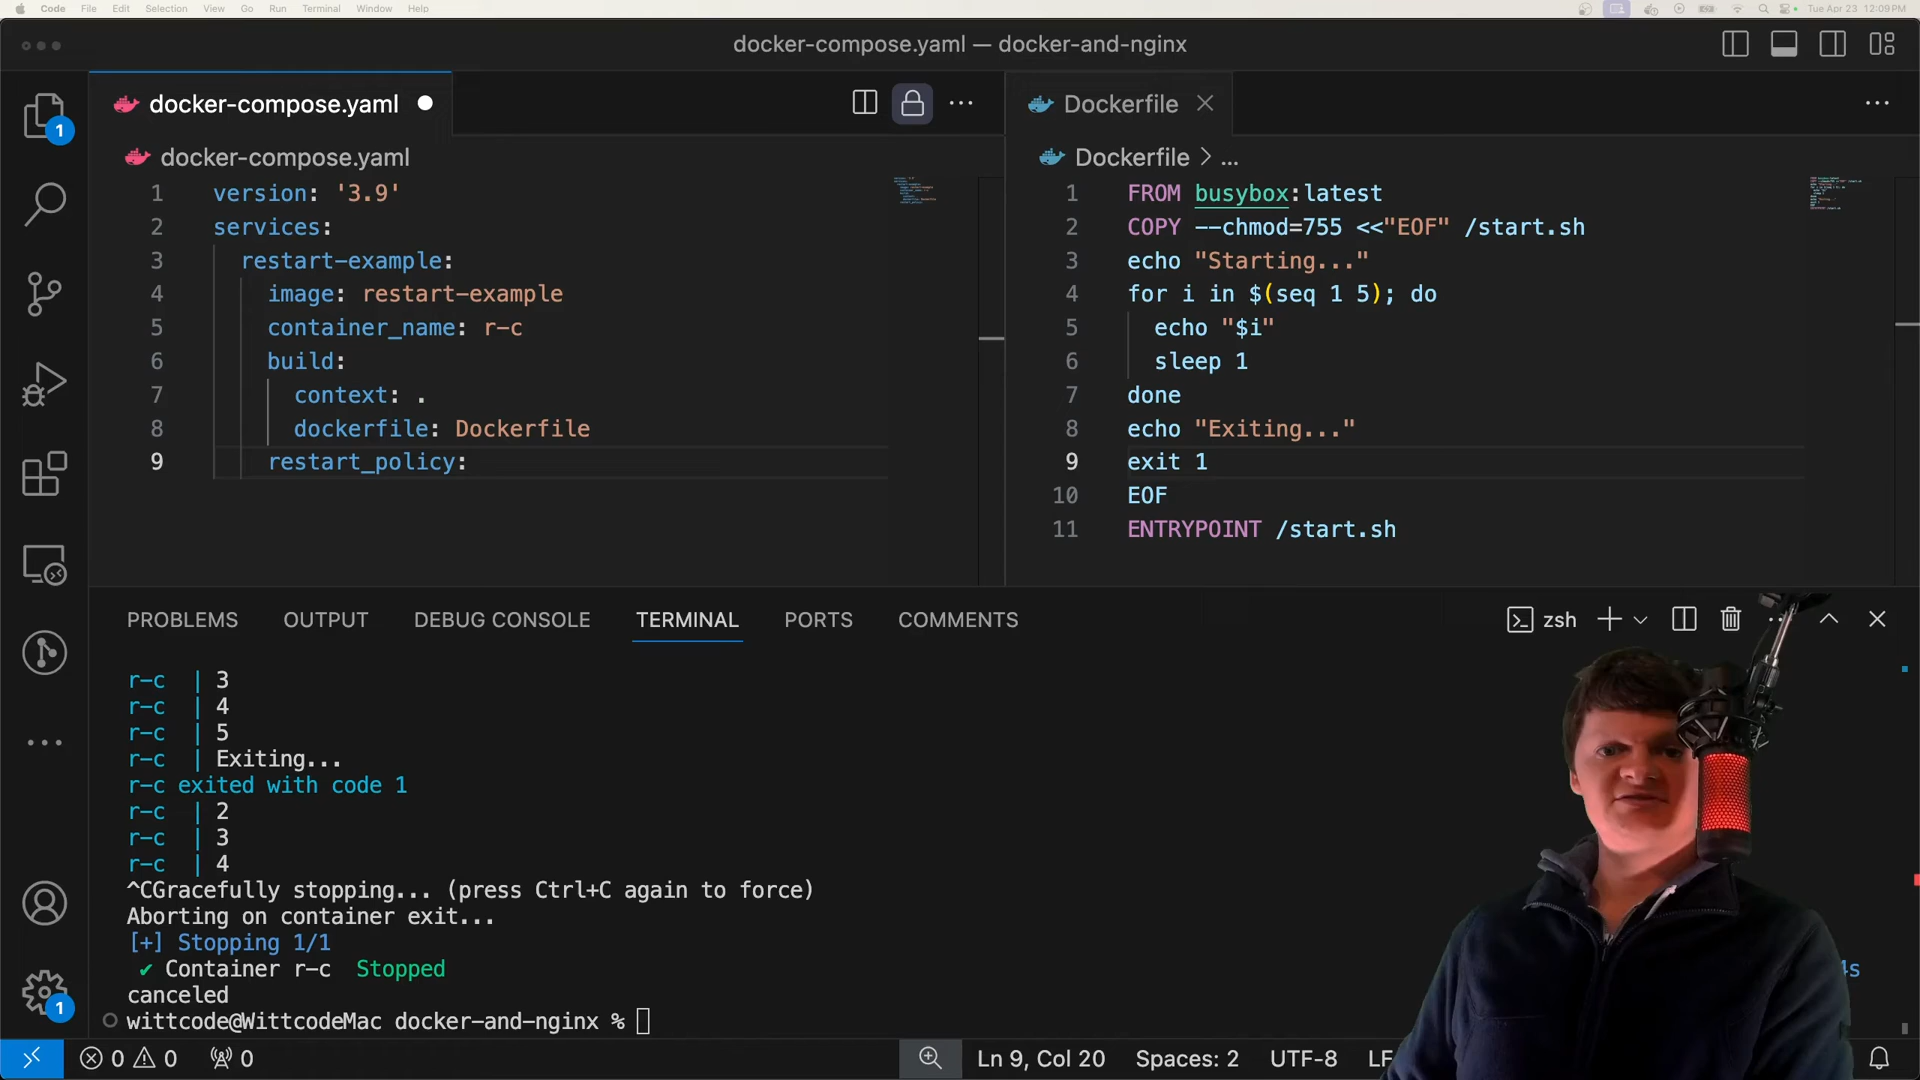 Code File Edit Selection View Go Run Terminal Window Help
Tue Apr 23 12:09 PM
docker-compose.yaml — docker-and-nginx
docker-compose.yaml
docker-compose.yaml
1 version: '3.9'
2 services:
3 restart-example:
4 image: restart-example
5 container_name: r-c
6 build:
7 context: .
8 dockerfile: Dockerfile
9 restart_policy:
Dockerfile
Dockerfile > ...
1 FROM busybox:latest
2 COPY --chmod=755 <<"EOF" /start.sh
3 echo "Starting..."
4 for i in $(seq 1 5); do
5 echo "$i"
6 sleep 1
7 done
8 echo "Exiting..."
9 exit 1
10 EOF
11 ENTRYPOINT /start.sh
1
1
PROBLEMS OUTPUT DEBUG CONSOLE TERMINAL PORTS COMMENTS
zsh
r-c | 3
r-c | 4
r-c | 5
r-c | Exiting...
r-c exited with code 1
r-c | 2
r-c | 3
r-c | 4
^CGracefully stopping... (press Ctrl+C again to force)
Aborting on container exit...
[+] Stopping 1/1
✔ Container r-c Stopped
4s
canceled
wittcode@WittcodeMac docker-and-nginx %
0 0 0
Ln 9, Col 20 Spaces: 2 UTF-8 LF